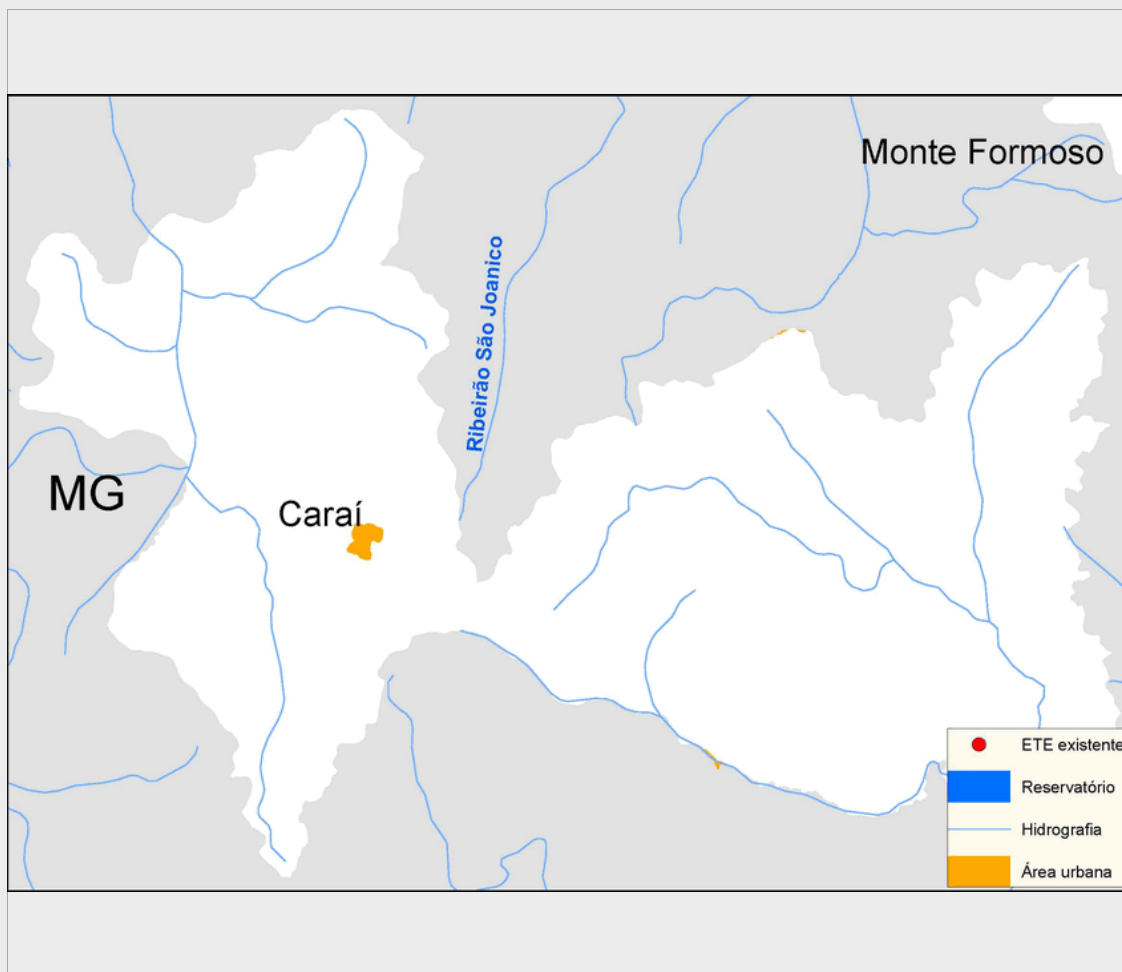 Monte Formoso
Ribeirão São Joanico
MG
Caraí
ETE existente
Reservatório
Hidrografia
Área urbana